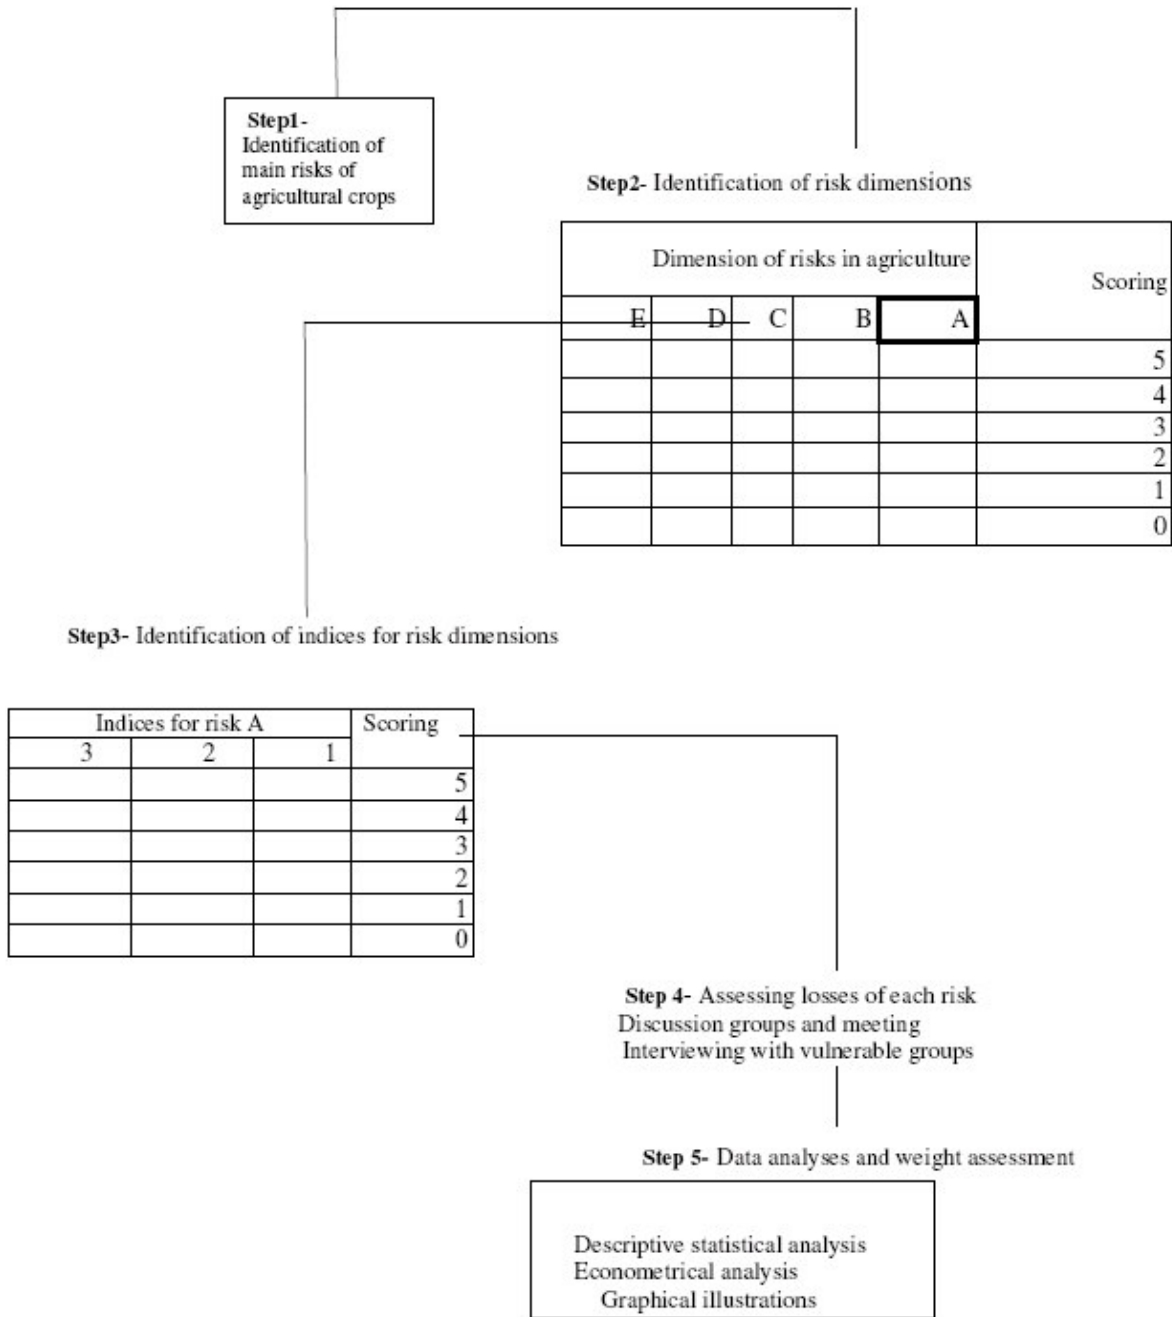 Step1-
Identification of
main risks of
agricultural crops
Step2- Identification of risk dimensions
Dimension of risks in agriculture
Scoring
E D C B A
5
4
3
2
1
0
Step3- Identification of indices for risk dimensions
Indices for risk A Scoring
3 2 1
5
4
3
2
1
0
Step 4- Assessing losses of each risk
Discussion groups and meeting
Interviewing with vulnerable groups
Step 5- Data analyses and weight assessment
Descriptive statistical analysis
Econometrical analysis
Graphical illustrations